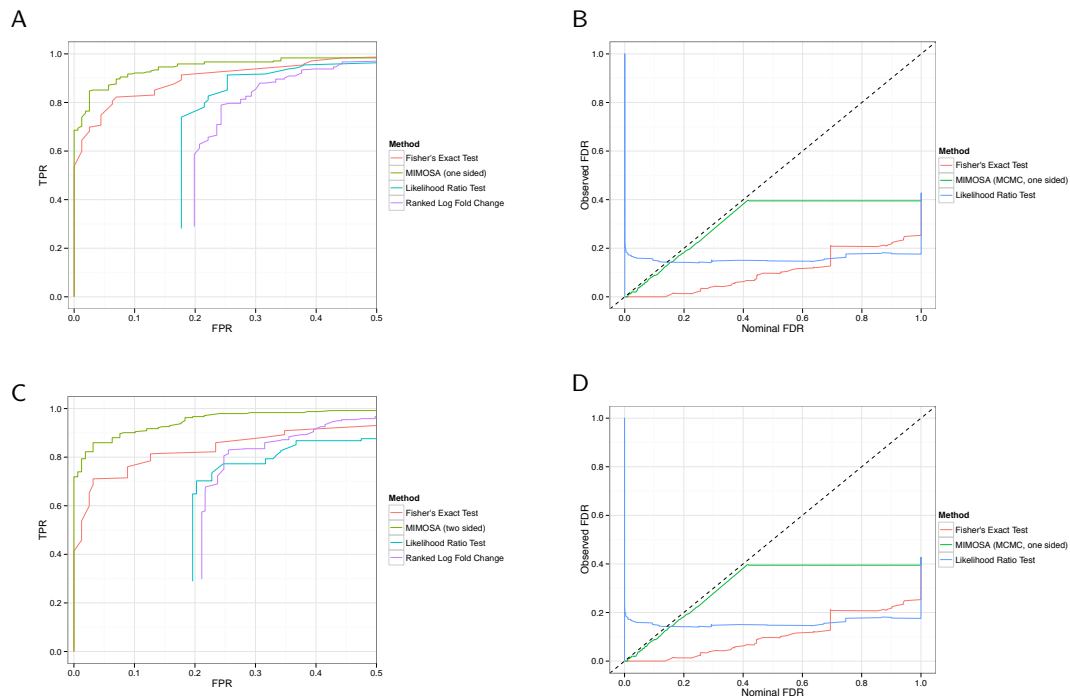 A
TPR
1.0
0.8
0.6
0.4
0.2
0.0
0.0 0.1 0.2 0.3 0.4 0.5
FPR
Method
Fisher's Exact Test
MIMOSA (one sided)
Likelihood Ratio Test
Ranked Log Fold Change
B
Observed FDR
1.0
0.8
0.6
0.4
0.2
0.0
0.0 0.2 0.4 0.6 0.8 1.0
Nominal FDR
Method
Fisher's Exact Test
MIMOSA (MCMC, one sided)
Likelihood Ratio Test
C
TPR
1.0
0.8
0.6
0.4
0.2
0.0
0.0 0.1 0.2 0.3 0.4 0.5
FPR
Method
Fisher's Exact Test
MIMOSA (two sided)
Likelihood Ratio Test
Ranked Log Fold Change
D
Observed FDR
1.0
0.8
0.6
0.4
0.2
0.0
0.0 0.2 0.4 0.6 0.8 1.0
Nominal FDR
Method
Fisher's Exact Test
MIMOSA (MCMC, one sided)
Likelihood Ratio Test